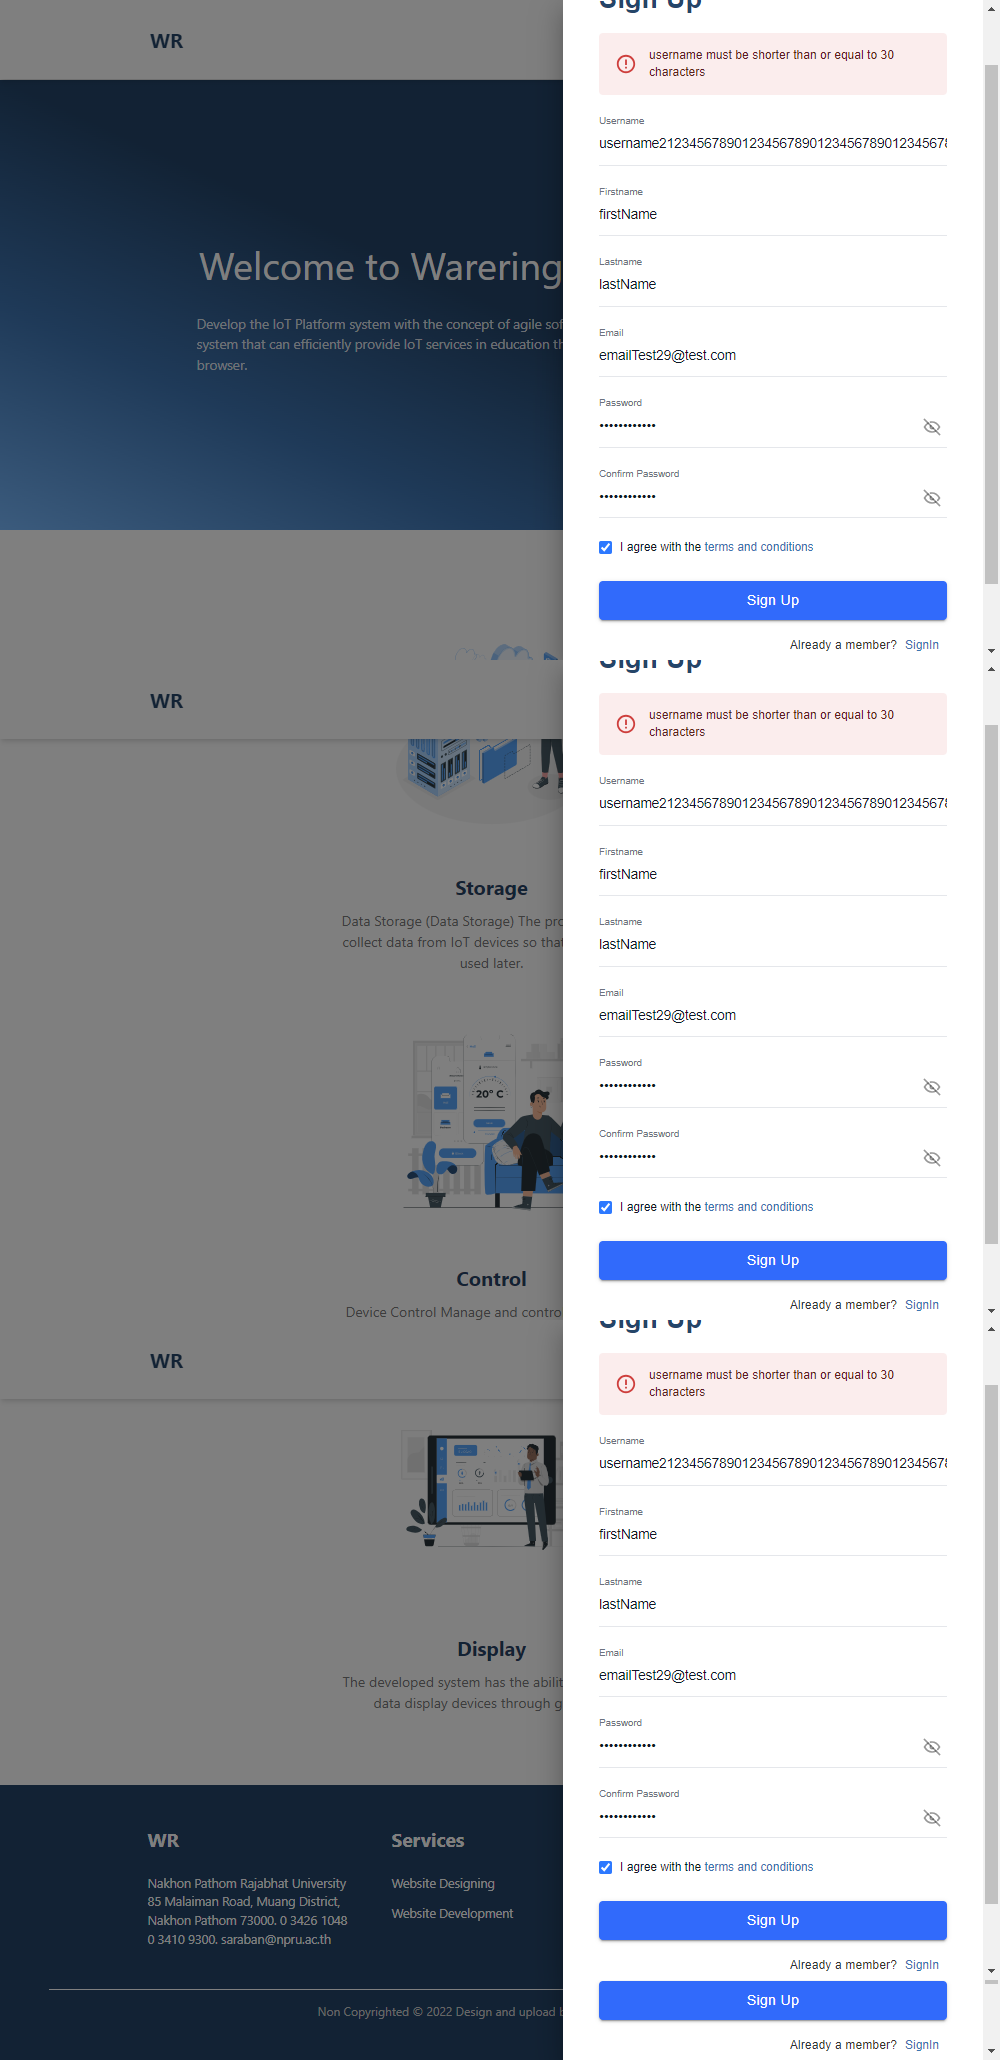 WR
Welcome to Warering
Develop the IoT Platform system with the concept of agile sof
system that can efficiently provide IoT services in education th
browser.
Sign Up
username must be shorter than or equal to 30
characters
Username
username212345678901234567890123456789012345678
Firstname
firstName
Lastname
lastName
Email
emailTest29@test.com
Password
••••••••••••
Confirm Password
••••••••••••
I agree with the terms and conditions
Sign Up
Already a member? SignIn
WR
Storage
Data Storage (Data Storage) The pro
collect data from IoT devices so that
used later.
20° C
Control
Device Control Manage and contro
Sign Up
username must be shorter than or equal to 30
characters
Username
username212345678901234567890123456789012345678
Firstname
firstName
Lastname
lastName
Email
emailTest29@test.com
Password
••••••••••••
Confirm Password
••••••••••••
I agree with the terms and conditions
Sign Up
Already a member? SignIn
WR
Display
The developed system has the abilit
data display devices through g
WR
Nakhon Pathom Rajabhat University
85 Malaiman Road, Muang District,
Nakhon Pathom 73000. 0 3426 1048
0 3410 9300. saraban@npru.ac.th
Services
Website Designing
Website Development
Non Copyrighted © 2022 Design and upload b
Sign Up
username must be shorter than or equal to 30
characters
Username
username212345678901234567890123456789012345678
Firstname
firstName
Lastname
lastName
Email
emailTest29@test.com
Password
••••••••••••
Confirm Password
••••••••••••
I agree with the terms and conditions
Sign Up
Already a member? SignIn
Sign Up
Already a member? SignIn